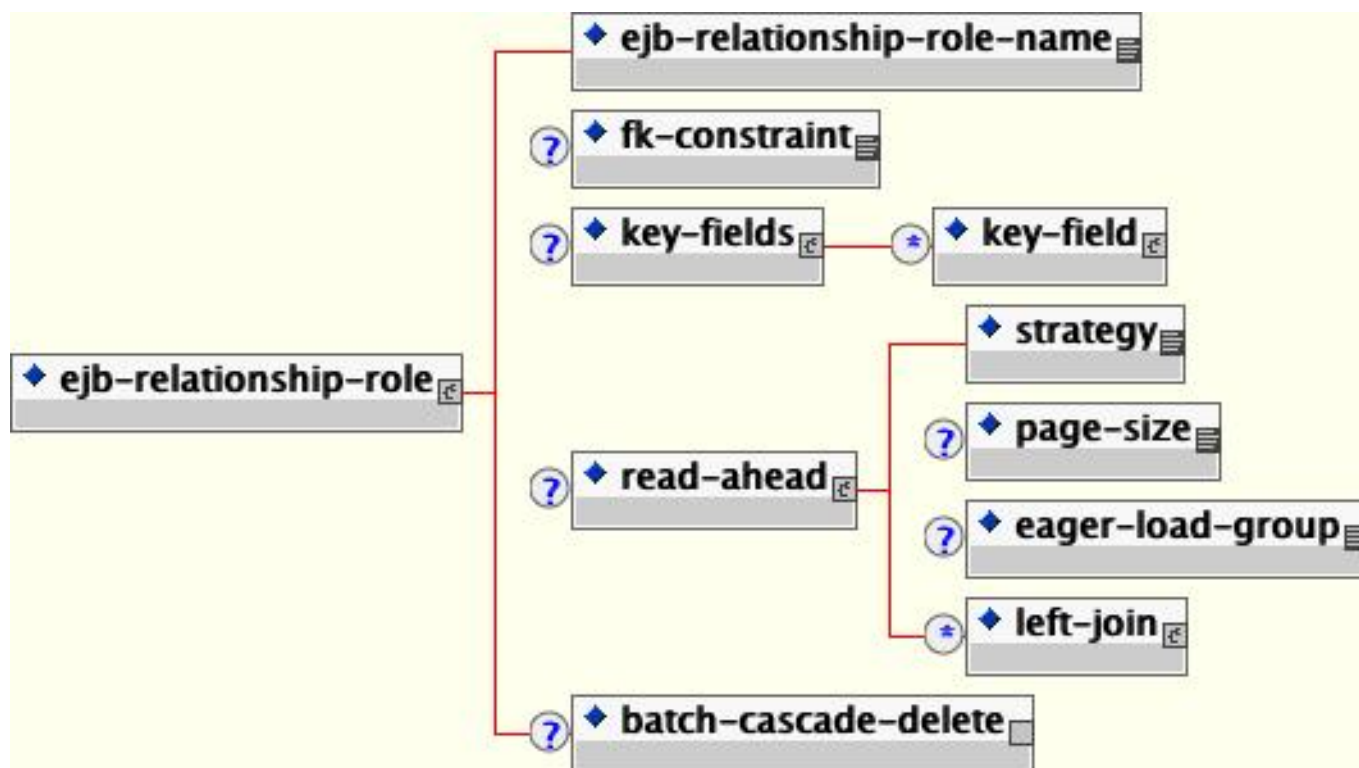 ejb-relationship-role-name
? fk-constraint
? key-fields * key-field
strategy
ejb-relationship-role
? page-size
? read-ahead
? eager-load-group
* left-join
? batch-cascade-delete